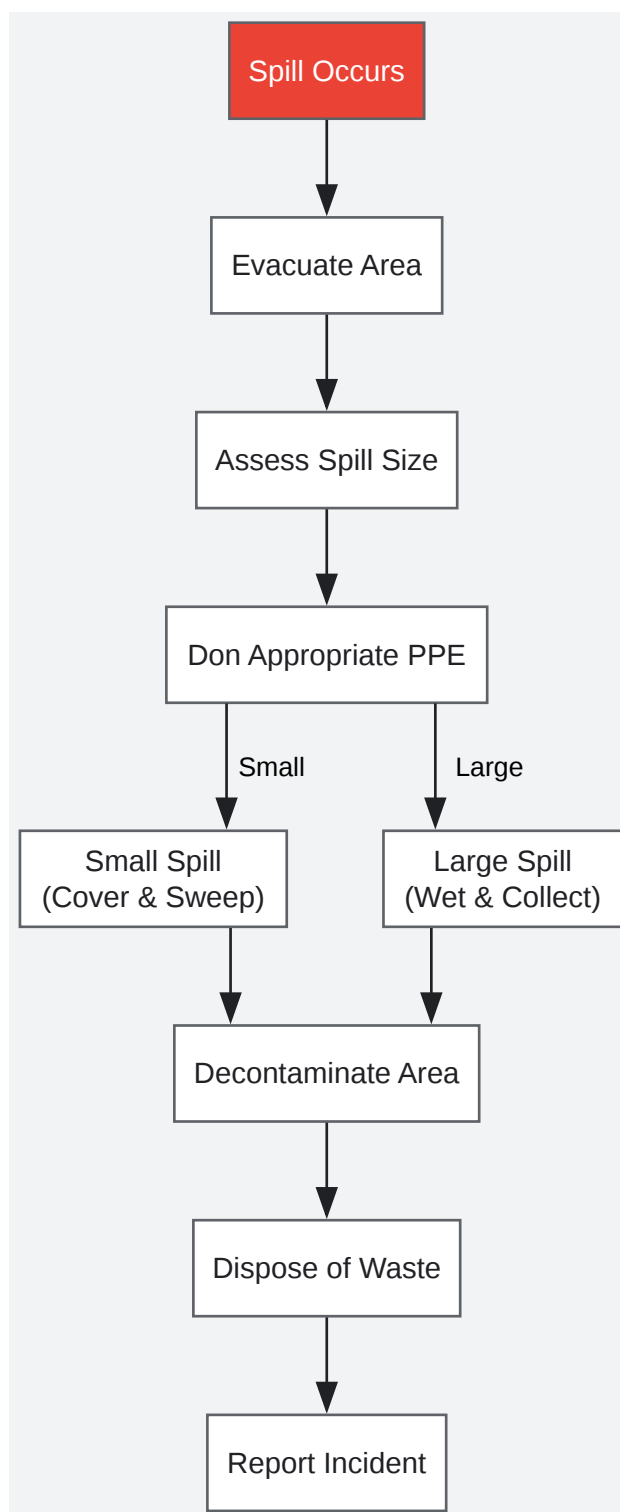 Spill Occurs
Evacuate Area
Assess Spill Size
Don Appropriate PPE
Small
Large
Small Spill
(Cover & Sweep)
Large Spill
(Wet & Collect)
Decontaminate Area
Dispose of Waste
Report Incident